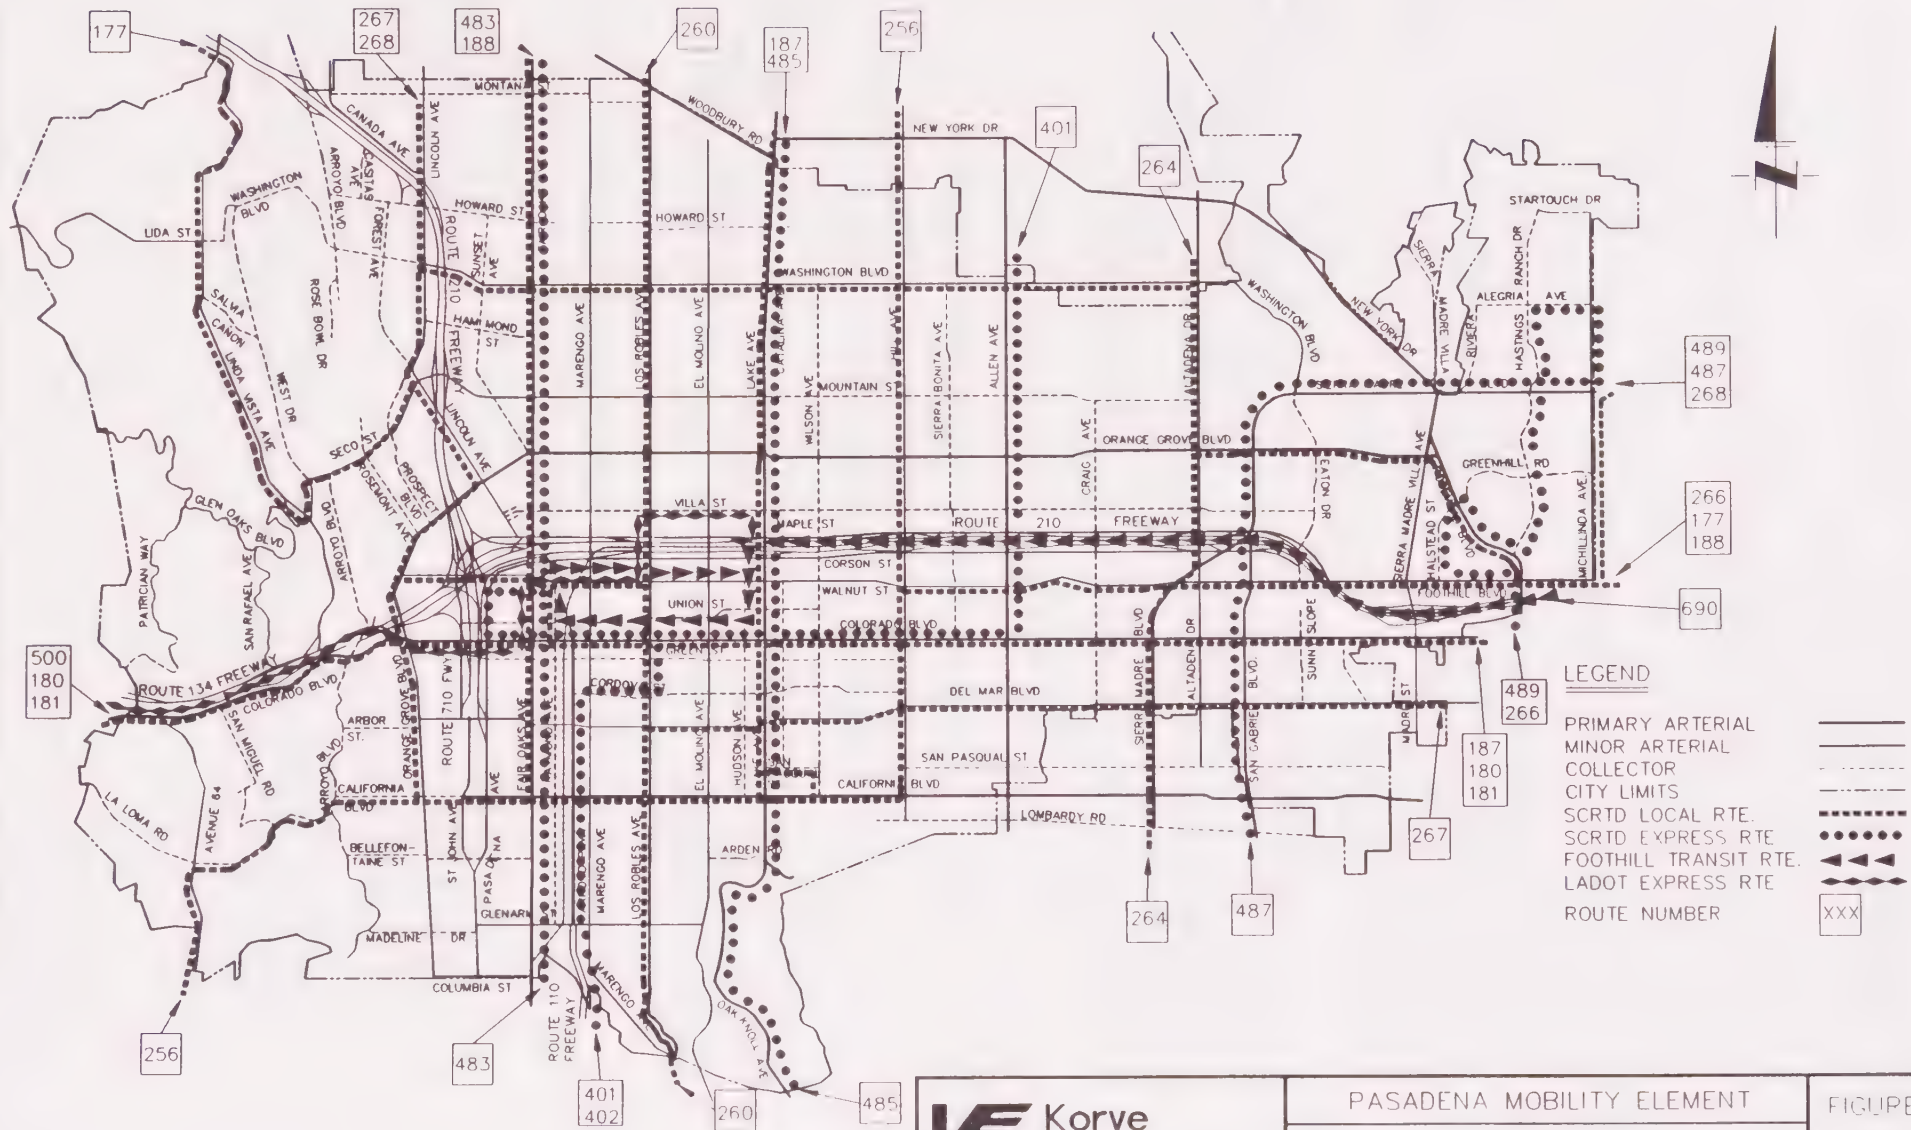 177
267
268
483
188
260
187
485
256
401
264
489
487
268
266
177
188
690
489
266
187
180
181
267
487
264
485
260
401
402
483
256
500
180
181
MONTAN ST
CANADA AVE
LINCOLN AVE
WOODBURY RD
NEW YORK DR
CASITAS AVE
ARROYO BLVD
WASHINGTON BLVD
FOREST AVE
HOWARD ST
HOWARD ST
STARTOUCH DR
LIDA ST
ROUTE 210 FREEWAY
SUNSET AVE
WASHINGTON BLVD
WASHINGTON BLVD
SIERRA MADRE VILLA
RANCH DR
HASTINGS
ALEGRIA AVE
RIVIERA
NEW YORK DR
SALVIA CANON
ROSE BOWL DR
HAMMOND ST
MARENGO AVE
LOS ROBLES AVE
EL MOLINO AVE
LAKE AVE
CATALINA AVE
ALLEN AVE
ALTADENA DR
LINDA VISTA AVE
WEST DR
MOUNTAIN ST
WILSON AVE
SIERRA BONITA AVE
CRAIG AVE
LINCOLN AVE
SECO ST
ORANGE GROVE BLVD
GREENHILL RD
PROSPECT BLVD
ROSEMONT AVE
EATON DR
SIERRA MADRE VILLA AVE
HALSTEAD ST
MICHILLINDA AVE
GLEN OAKS BLVD
ARROYO BLVD
VILLA ST
MAPLE ST
ROUTE 210 FREEWAY
CORSON ST
PATRICIAN WAY
SAN RAFAEL AVE
WALNUT ST
FOOTHILL BLVD
UNION ST
COLORADO BLVD
GREEN ST
SIERRA MADRE BLVD
ALTADENA DR
SAN GABRIEL BLVD.
SUNNY SLOPE
ROUTE 134 FREEWAY
COLORADO BLVD
CORDOVA ST
DEL MAR BLVD
SAN MIGUEL RD
ARBOR ST.
ORANGE GROVE BLVD
ROUTE 710 FWY
FAIR OAKS AVE
EL MOLINO AVE
HUDSON AVE
SAN PASQUAL ST
CALIFORNIA BLVD
CALIFORNIA BLVD
ARROYO BLVD
LA LOMA RD
AVENUE 64
LOMBARDY RD
BELLEFON-
TAINE ST
ST JOHN AVE
PASADENA AVE
MARENGO AVE
LOS ROBLES AVE
ARDEN RD
GLENARM
MADELINE DR
COLUMBIA ST
ROUTE 110
FREEWAY
MARENGO
OAK KNOLL AVE
LEGEND
PRIMARY ARTERIAL
MINOR ARTERIAL
COLLECTOR
CITY LIMITS
SCRTD LOCAL RTE.
SCRTD EXPRESS RTE
FOOTHILL TRANSIT RTE.
LADOT EXPRESS RTE
ROUTE NUMBER
XXX
Korve
PASADENA MOBILITY ELEMENT
FIGURE